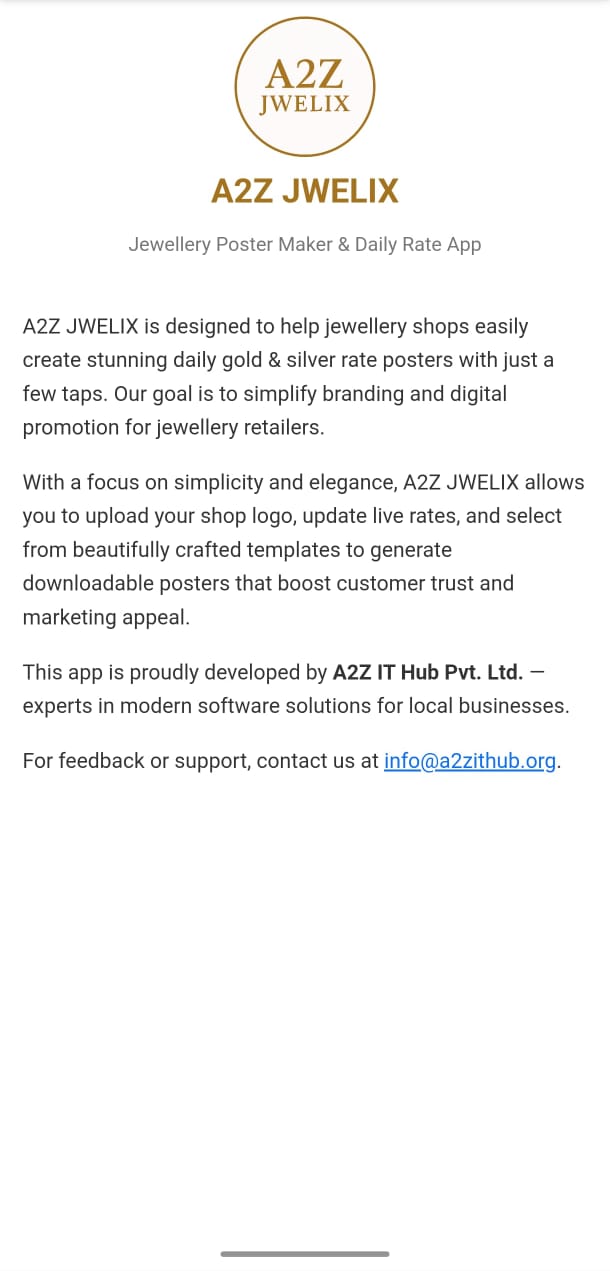 A2Z
JWELIX
A2Z JWELIX
Jewellery Poster Maker & Daily Rate App
A2Z JWELIX is designed to help jewellery shops easily
create stunning daily gold & silver rate posters with just a
few taps. Our goal is to simplify branding and digital
promotion for jewellery retailers.
With a focus on simplicity and elegance, A2Z JWELIX allows
you to upload your shop logo, update live rates, and select
from beautifully crafted templates to generate
downloadable posters that boost customer trust and
marketing appeal.
This app is proudly developed by A2Z IT Hub Pvt. Ltd. —
experts in modern software solutions for local businesses.
For feedback or support, contact us at info@a2zithub.org.